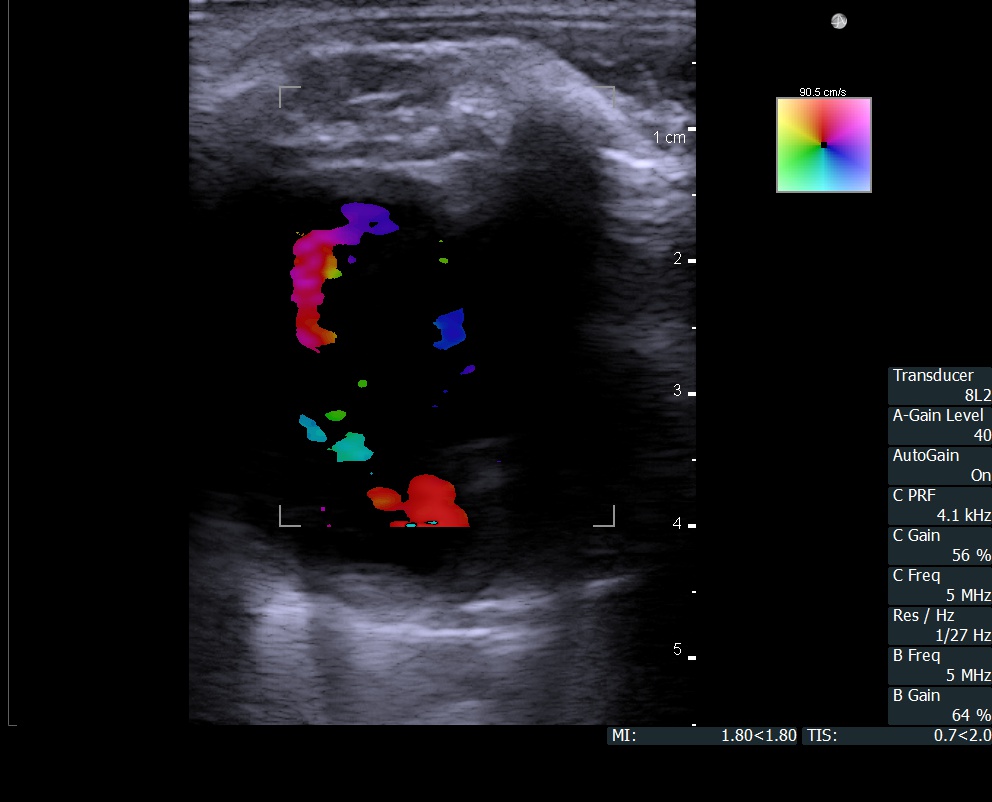 90.5 cm/s
1 cm
2
3
4
5
Transducer
8L2
A-Gain Level
40
AutoGain
On
C PRF
4.1 kHz
C Gain
56 %
C Freq
5 MHz
Res / Hz
1/27 Hz
B Freq
5 MHz
B Gain
64 %
MI: 1.80<1.80 TIS: 0.7<2.0